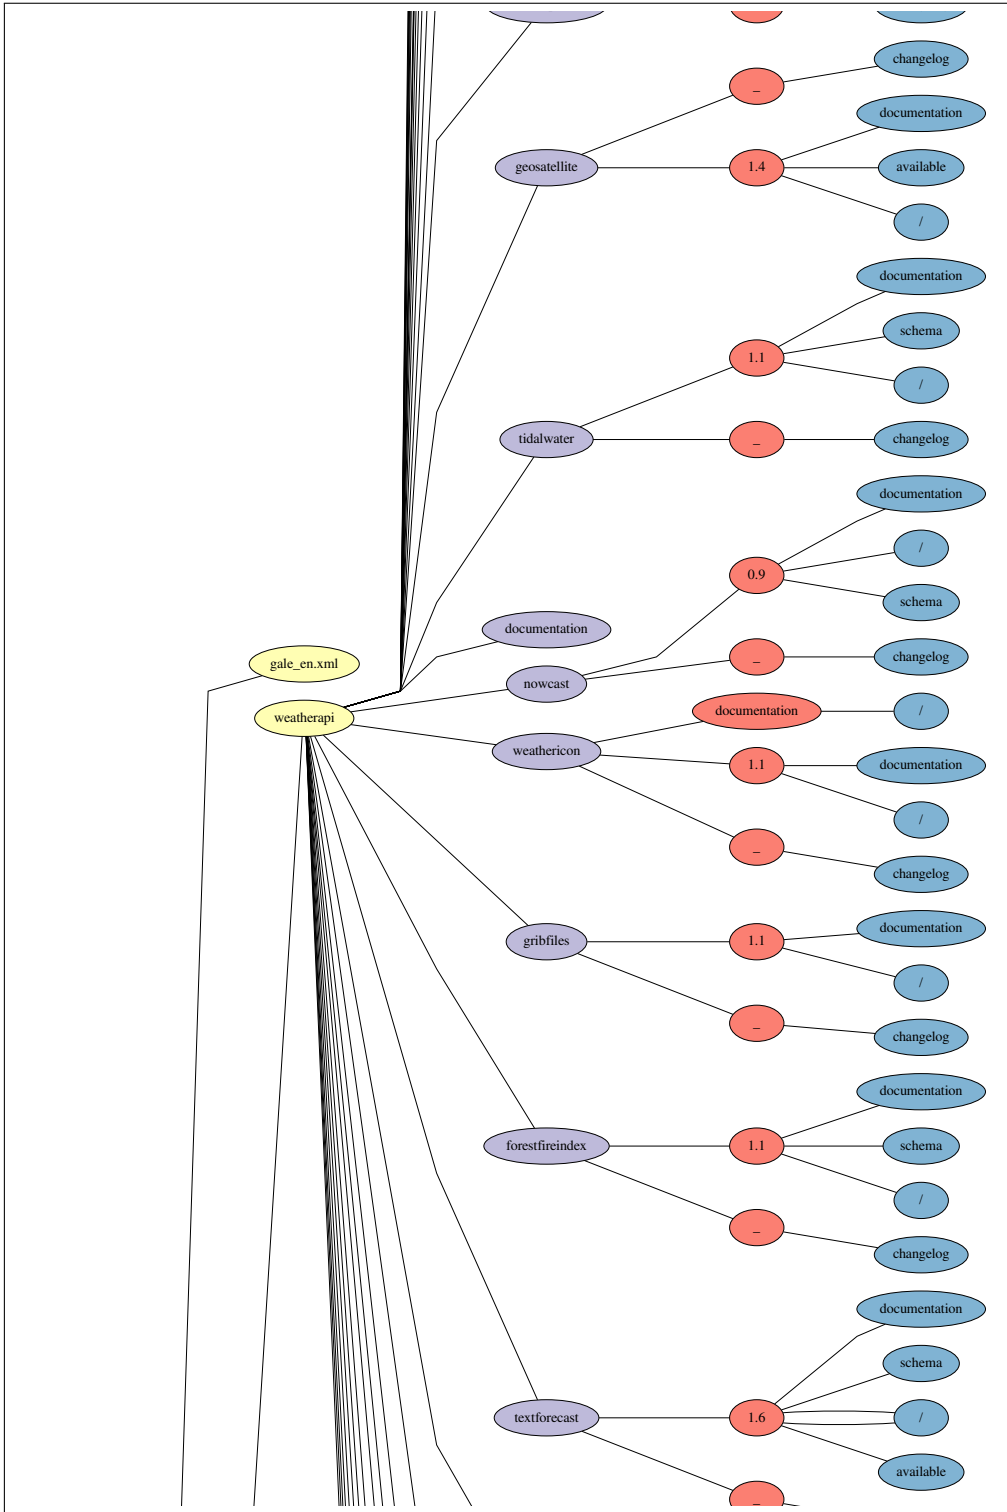 changelog
_
documentation
geosatellite
1.4
available
/
documentation
schema
1.1
/
tidalwater
_
changelog
documentation
/
0.9
schema
documentation
gale_en.xml
nowcast
_
changelog
weatherapi
documentation
/
weathericon
1.1
documentation
/
_
changelog
gribfiles
1.1
documentation
/
_
changelog
documentation
forestfireindex
1.1
schema
/
_
changelog
documentation
schema
textforecast
1.6
/
available
_